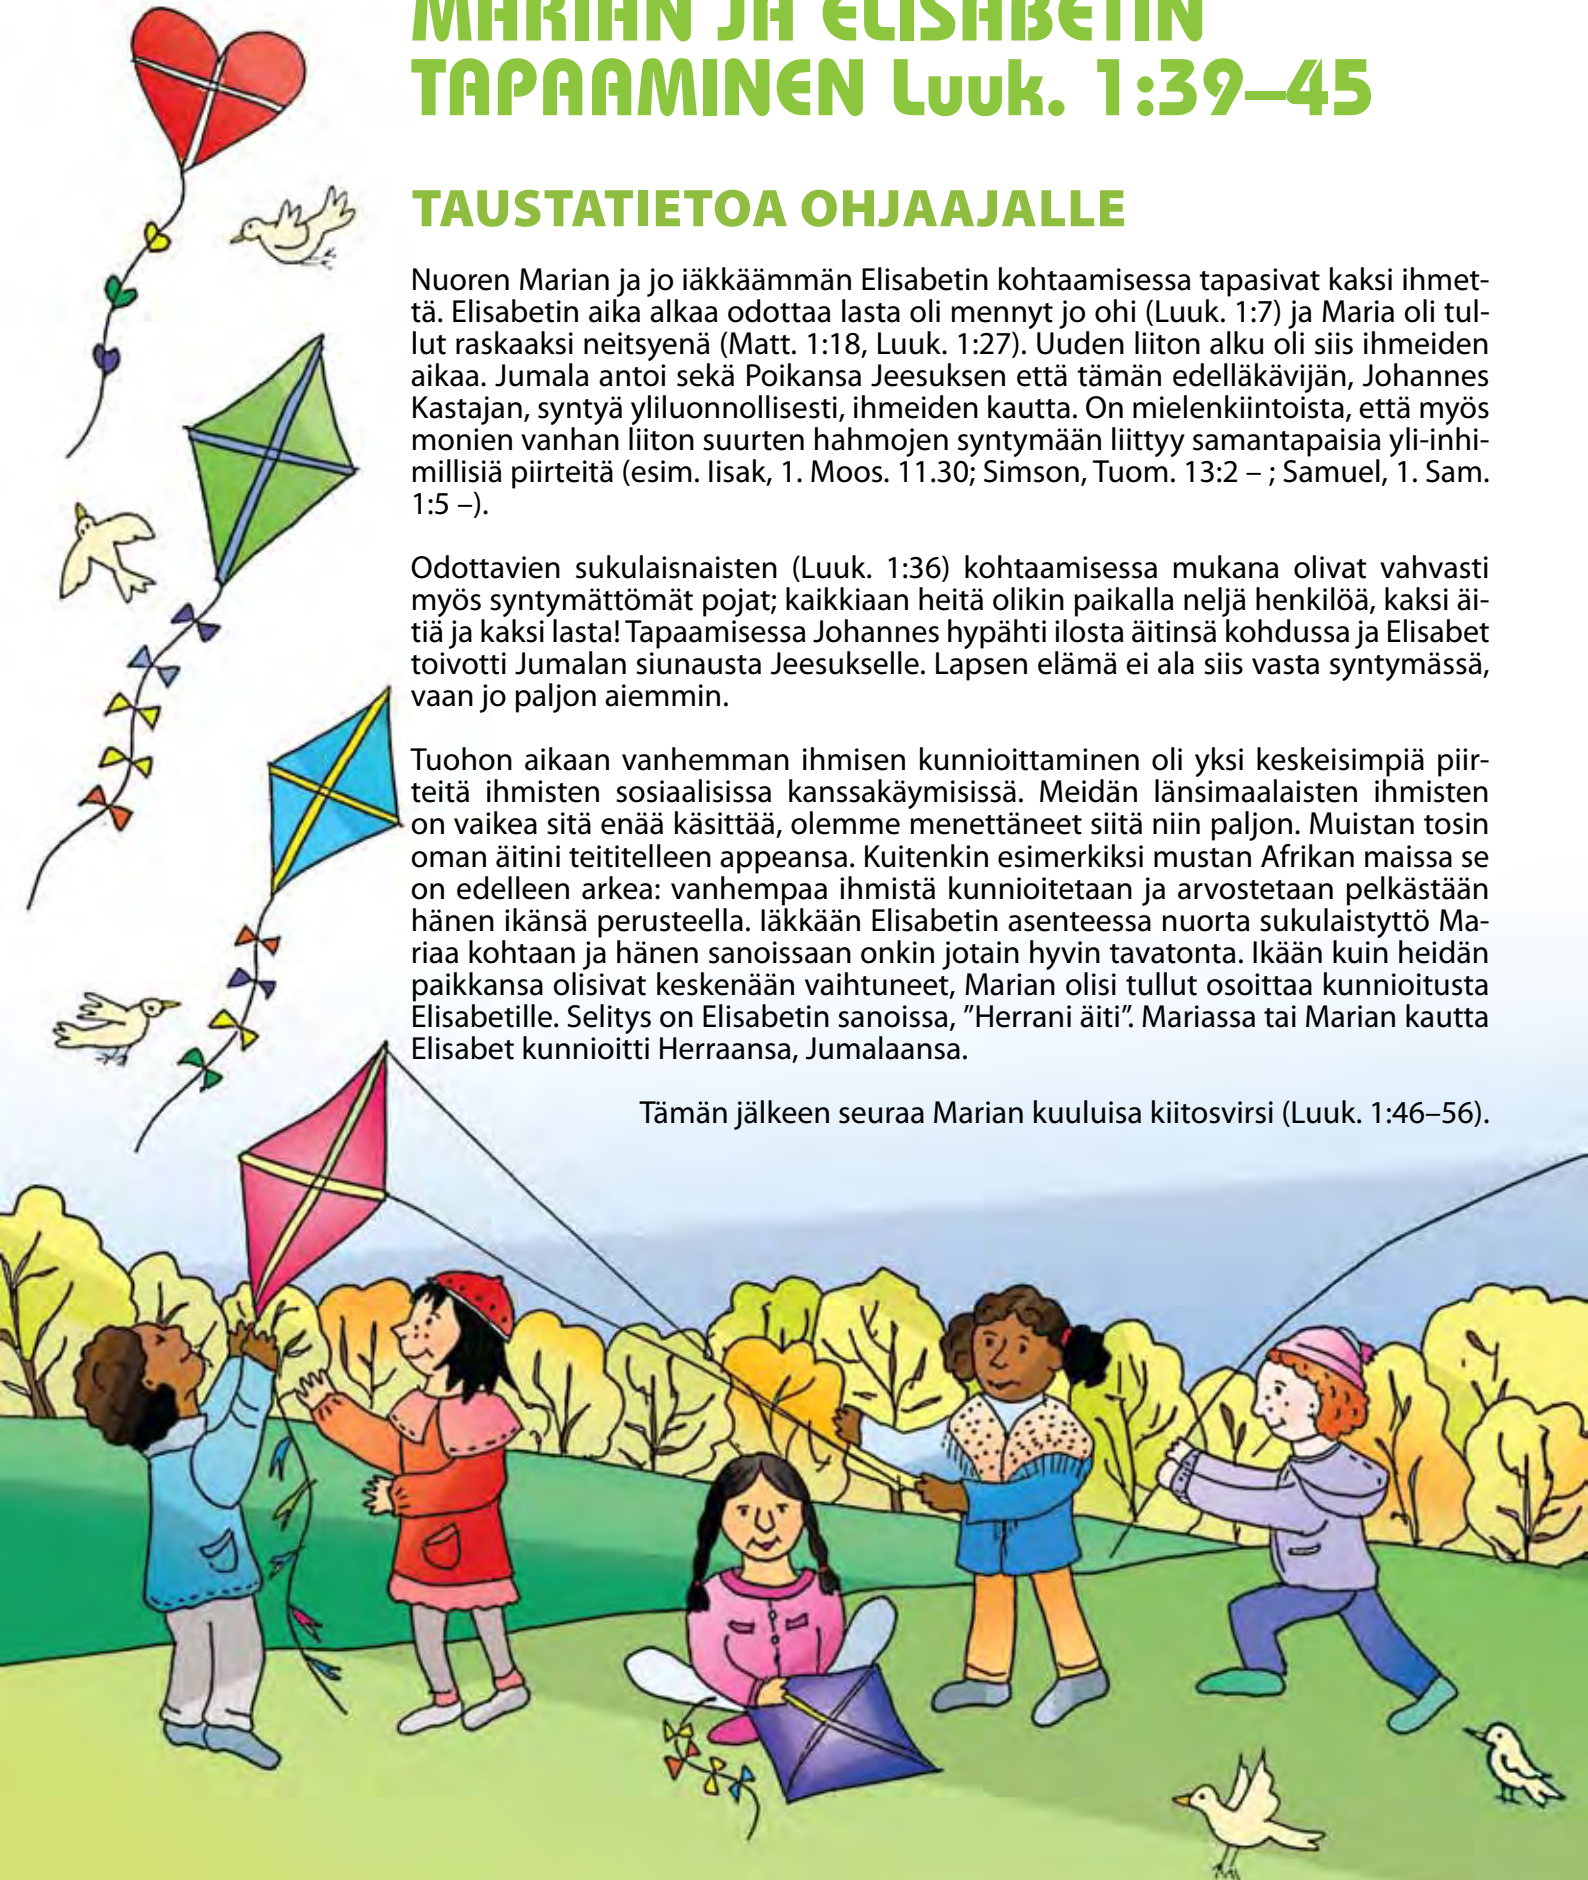 MARIAN JA ELISABETIN
TAPAAMINEN Luuk. 1:39–45
TAUSTATIETOA OHJAAJALLE
Nuoren Marian ja jo iäkkäämmän Elisabetin kohtaamisessa tapasivat kaksi ihmet-
tä. Elisabetin aika alkaa odottaa lasta oli mennyt jo ohi (Luuk. 1:7) ja Maria oli tul-
lut raskaaksi neitsyenä (Matt. 1:18, Luuk. 1:27). Uuden liiton alku oli siis ihmeiden
aikaa. Jumala antoi sekä Poikansa Jeesuksen että tämän edelläkävijän, Johannes
Kastajan, syntyä yliluonnollisesti, ihmeiden kautta. On mielenkiintoista, että myös
monien vanhan liiton suurten hahmojen syntymään liittyy samantapaisia yli-inhi-
millisiä piirteitä (esim. Iisak, 1. Moos. 11.30; Simson, Tuom. 13:2 – ; Samuel, 1. Sam.
1:5 –).
Odottavien sukulaisnaisten (Luuk. 1:36) kohtaamisessa mukana olivat vahvasti
myös syntymättömät pojat; kaikkiaan heitä olikin paikalla neljä henkilöä, kaksi äi-
tiä ja kaksi lasta! Tapaamisessa Johannes hypähti ilosta äitinsä kohdussa ja Elisabet
toivotti Jumalan siunausta Jeesukselle. Lapsen elämä ei ala siis vasta syntymässä,
vaan jo paljon aiemmin.
Tuohon aikaan vanhemman ihmisen kunnioittaminen oli yksi keskeisimpiä piir-
teitä ihmisten sosiaalisissa kanssakäymisissä. Meidän länsimaalaisten ihmisten
on vaikea sitä enää käsittää, olemme menettäneet siitä niin paljon. Muistan tosin
oman äitini teititelleen appeansa. Kuitenkin esimerkiksi mustan Afrikan maissa se
on edelleen arkea: vanhempaa ihmistä kunnioitetaan ja arvostetaan pelkästään
hänen ikänsä perusteella. Iäkkään Elisabetin asenteessa nuorta sukulaistyttö Ma-
riaa kohtaan ja hänen sanoissaan onkin jotain hyvin tavatonta. Ikään kuin heidän
paikkansa olisivat keskenään vaihtuneet, Marian olisi tullut osoittaa kunnioitusta
Elisabetille. Selitys on Elisabetin sanoissa, ”Herrani äiti”. Mariassa tai Marian kautta
Elisabet kunnioitti Herraansa, Jumalaansa.
Tämän jälkeen seuraa Marian kuuluisa kiitosvirsi (Luuk. 1:46–56).